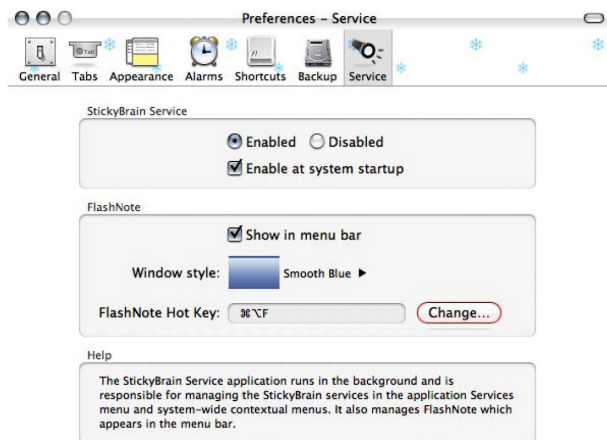 Preferences – Service
General Tabs Appearance Alarms Shortcuts Backup Service
StickyBrain Service
Enabled Disabled
Enable at system startup
FlashNote
Show in menu bar
Window style: Smooth Blue
FlashNote Hot Key: ⌘⌥F Change...
Help
The StickyBrain Service application runs in the background and is
responsible for managing the StickyBrain services in the application Services
menu and system-wide contextual menus. It also manages FlashNote which
appears in the menu bar.